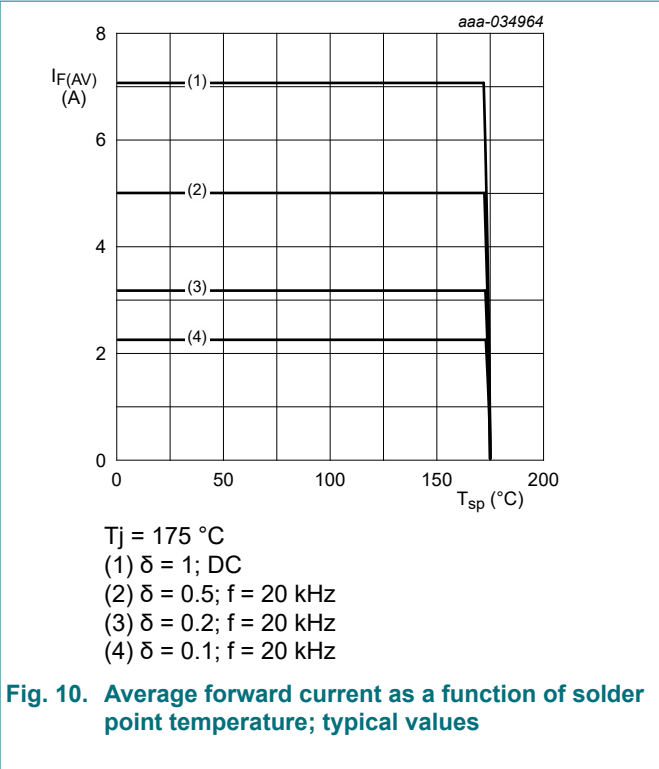 aaa-034964
8
I_F(AV)
(A)
(1)
6
(2)
4
(3)
(4)
2
0
0 50 100 150 200
T_sp (°C)
Tj = 175 °C
(1) δ = 1; DC
(2) δ = 0.5; f = 20 kHz
(3) δ = 0.2; f = 20 kHz
(4) δ = 0.1; f = 20 kHz
Fig. 10. Average forward current as a function of solder
point temperature; typical values